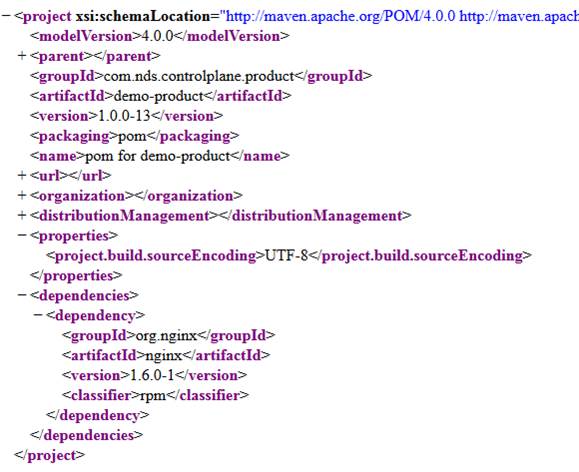 − <project xsi:schemaLocation="http://maven.apache.org/POM/4.0.0 http://maven.apach
<modelVersion>4.0.0</modelVersion>
+ <parent></parent>
<groupId>com.nds.controlplane.product</groupId>
<artifactId>demo-product</artifactId>
<version>1.0.0-13</version>
<packaging>pom</packaging>
<name>pom for demo-product</name>
+ <url></url>
+ <organization></organization>
+ <distributionManagement></distributionManagement>
− <properties>
<project.build.sourceEncoding>UTF-8</project.build.sourceEncoding>
</properties>
− <dependencies>
− <dependency>
<groupId>org.nginx</groupId>
<artifactId>nginx</artifactId>
<version>1.6.0-1</version>
<classifier>rpm</classifier>
</dependency>
</dependencies>
</project>